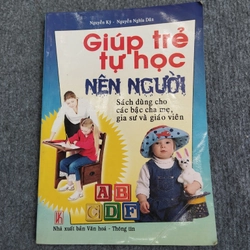 Nguyễn Kỳ - Nguyễn Nghĩa Dân
Giúp trẻ
tự học
NÊN NGƯỜI
Sách dùng cho
các bậc cha mẹ,
gia sư và giáo viên
A B
C D F
Nhà xuất bản Văn hoá - Thông tin